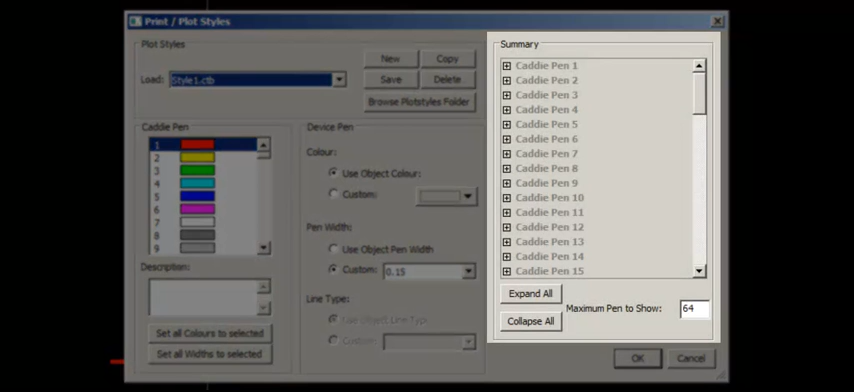 Print / Plot Styles
Plot Styles
Load: Style1.ctb
New
Copy
Save
Delete
Browse Plotstyles Folder
Caddie Pen
1
2
3
4
5
6
7
8
9
Description:
Set all Colours to selected
Set all Widths to selected
Device Pen
Colour:
Use Object Colour:
Custom:
Pen Width:
Use Object Pen Width
Custom: 0.15
Line Type:
Use Object Line Typ
Custom:
Summary
Caddie Pen 1
Caddie Pen 2
Caddie Pen 3
Caddie Pen 4
Caddie Pen 5
Caddie Pen 6
Caddie Pen 7
Caddie Pen 8
Caddie Pen 9
Caddie Pen 10
Caddie Pen 11
Caddie Pen 12
Caddie Pen 13
Caddie Pen 14
Caddie Pen 15
Expand All
Maximum Pen to Show: 64
Collapse All
OK
Cancel